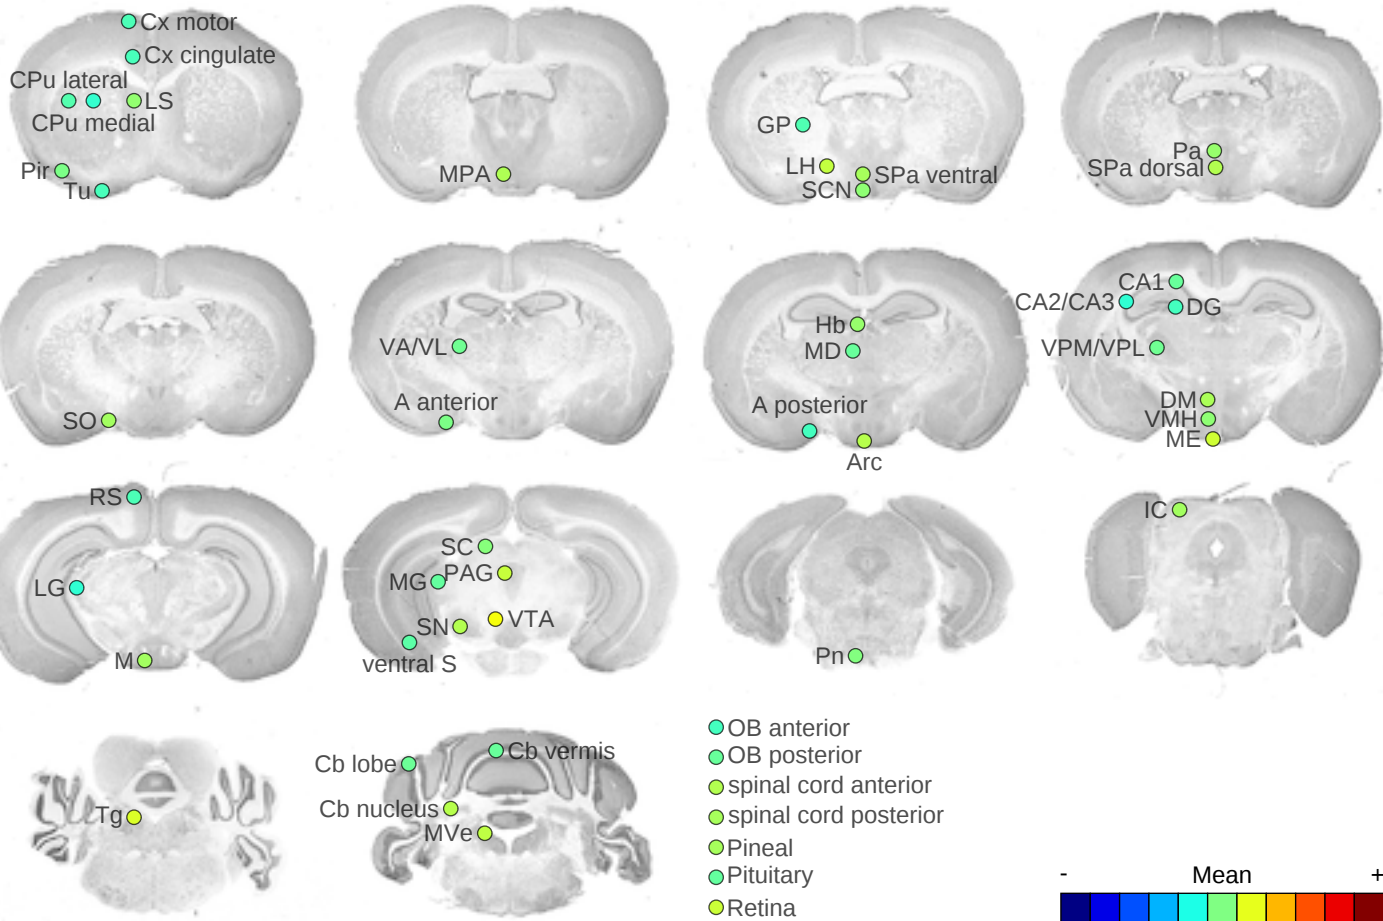 Cx motor
Cx cingulate
CPu lateral
LS
CPu medial
Pir
Tu
MPA
GP
LH
SPa ventral
SCN
Pa
SPa dorsal
SO
VA/VL
A anterior
Hb
MD
A posterior
Arc
CA1
CA2/CA3
DG
VPM/VPL
DM
VMH
ME
RS
LG
M
SC
MG
PAG
SN
VTA
ventral S
Pn
IC
Tg
Cb lobe
Cb vermis
Cb nucleus
MVe
OB anterior
OB posterior
spinal cord anterior
spinal cord posterior
Pineal
Pituitary
Retina
- Mean +